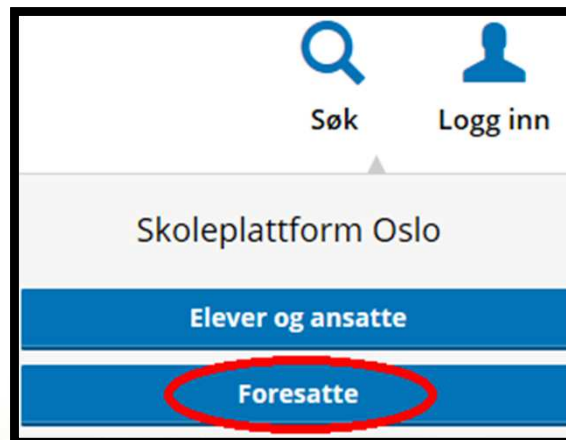 Søk Logg inn
Skoleplattform Oslo
Elever og ansatte
Foresatte